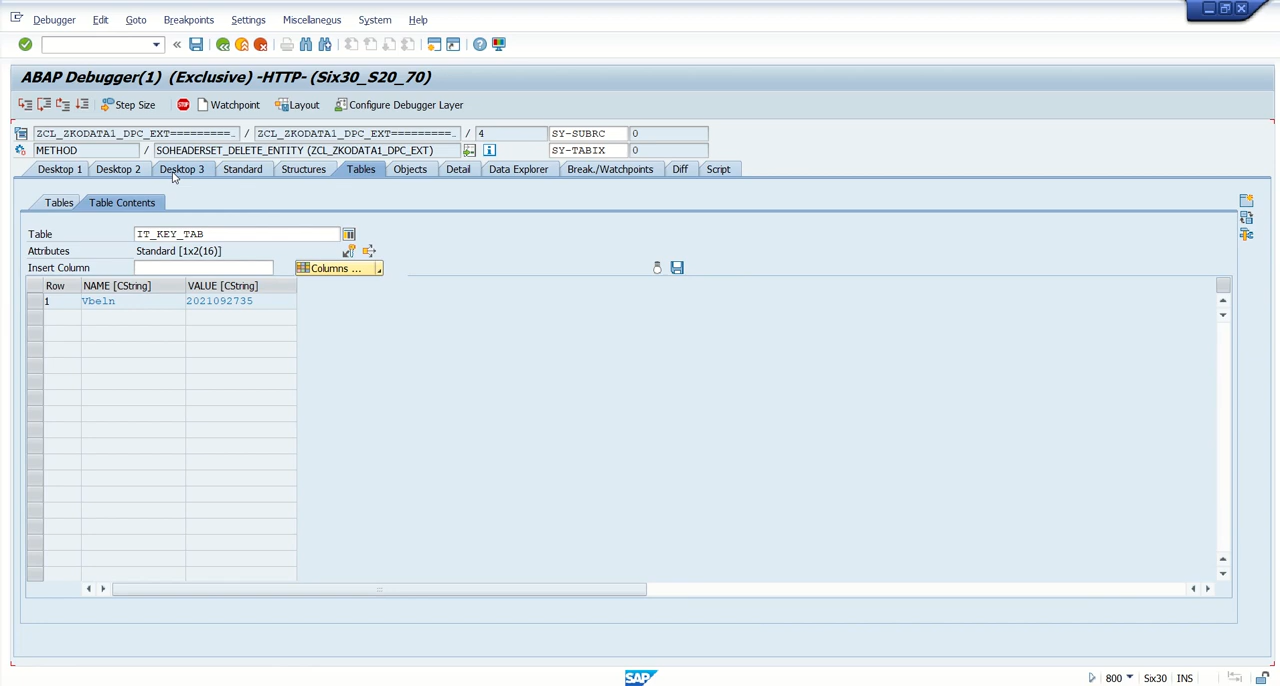 Debugger Edit Goto Breakpoints Settings Miscellaneous System Help
ABAP Debugger(1) (Exclusive) -HTTP- (Six30_S20_70)
Step Size STOP Watchpoint Layout Configure Debugger Layer
ZCL_ZKODATA1_DPC_EXT=========… / ZCL_ZKODATA1_DPC_EXT=========… / 4 SY-SUBRC 0
METHOD / SOHEADERSET_DELETE_ENTITY (ZCL_ZKODATA1_DPC_EXT) SY-TABIX 0
Desktop 1 Desktop 2 Desktop 3 Standard Structures Tables Objects Detail Data Explorer Break./Watchpoints Diff Script
Tables Table Contents
Table IT_KEY_TAB
Attributes Standard [1x2(16)]
Insert Column Columns ...
Row NAME [CString] VALUE [CString]
1 Vbeln 2021092735
SAP
800 Six30 INS